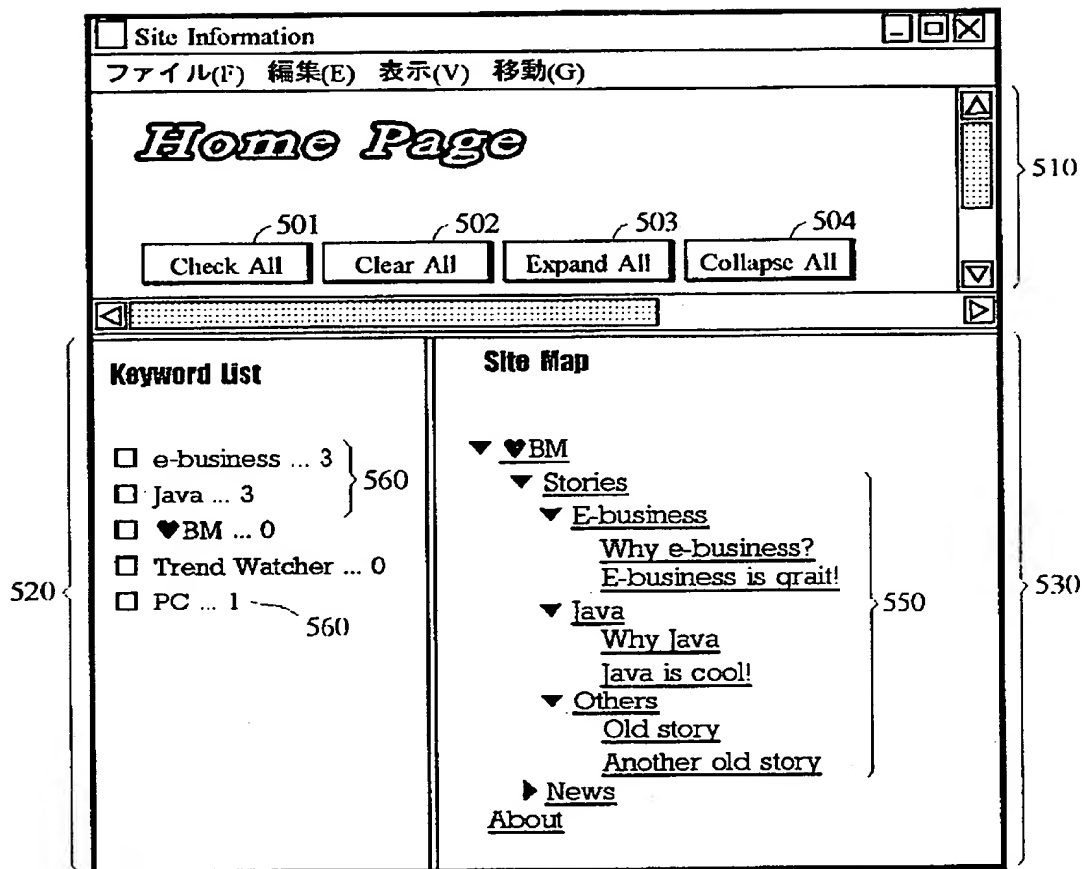 Site Information
ファイル(F) 編集(E) 表示(V) 移動(G)
Home Page
510
501 502 503 504
Check All Clear All Expand All Collapse All
Keyword List
e-business ... 3
Java ... 3
560
♥BM ... 0
Trend Watcher ... 0
PC ... 1
560
520
Site Map
♥BM
Stories
E-business
Why e-business?
E-business is qrait!
Java
Why Java
Java is cool!
Others
Old story
Another old story
News
About
550
530